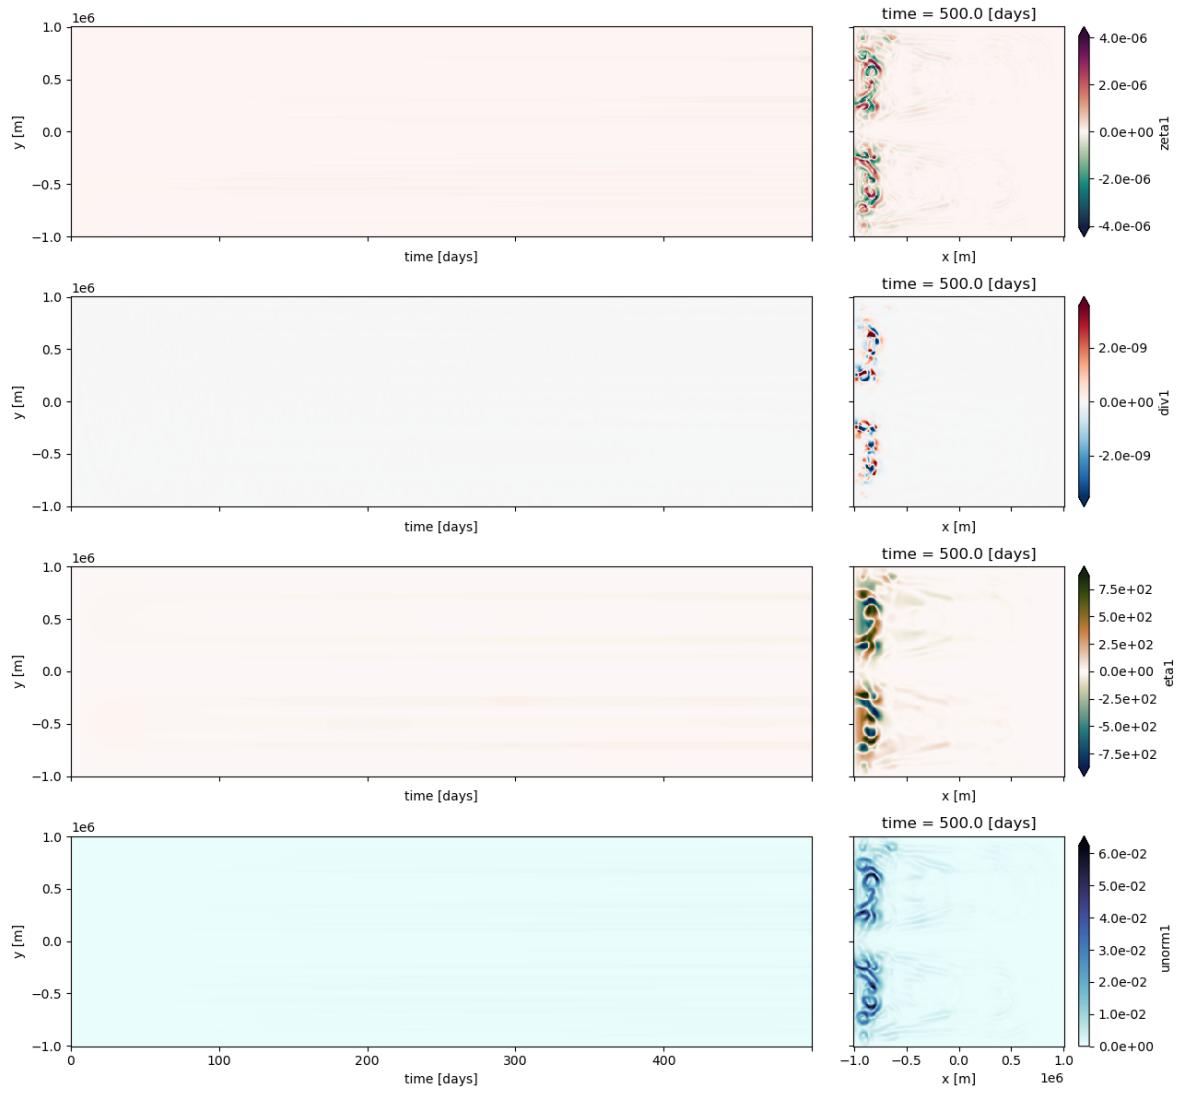 1e6
time = 500.0 [days]
1.0
0.5
0.0
−0.5
−1.0
y [m]
time [days]
x [m]
4.0e-06
2.0e-06
0.0e+00
-2.0e-06
-4.0e-06
zeta1
1e6
time = 500.0 [days]
1.0
0.5
0.0
−0.5
−1.0
y [m]
time [days]
x [m]
2.0e-09
0.0e+00
-2.0e-09
div1
1e6
time = 500.0 [days]
1.0
0.5
0.0
−0.5
−1.0
y [m]
time [days]
x [m]
7.5e+02
5.0e+02
2.5e+02
0.0e+00
-2.5e+02
-5.0e+02
-7.5e+02
eta1
1e6
time = 500.0 [days]
1.0
0.5
0.0
−0.5
−1.0
y [m]
0 100 200 300 400
time [days]
−1.0 −0.5 0.0 0.5 1.0
x [m]
1e6
6.0e-02
5.0e-02
4.0e-02
3.0e-02
2.0e-02
1.0e-02
0.0e+00
unorm1